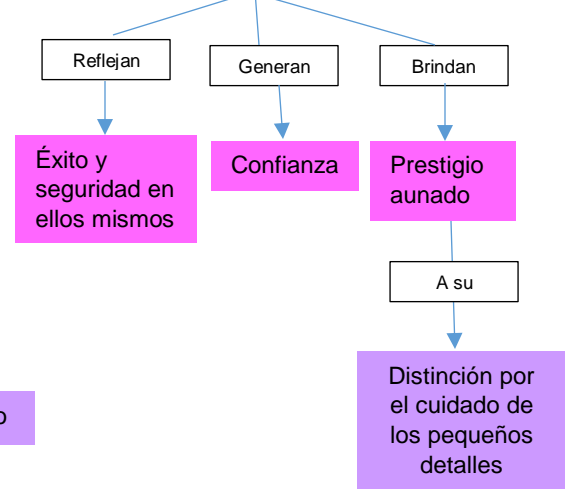 Reflejan
Generan
Brindan
Éxito y
seguridad en
ellos mismos
Confianza
Prestigio
aunado
A su
Distinción por
el cuidado de
los pequeños
detalles